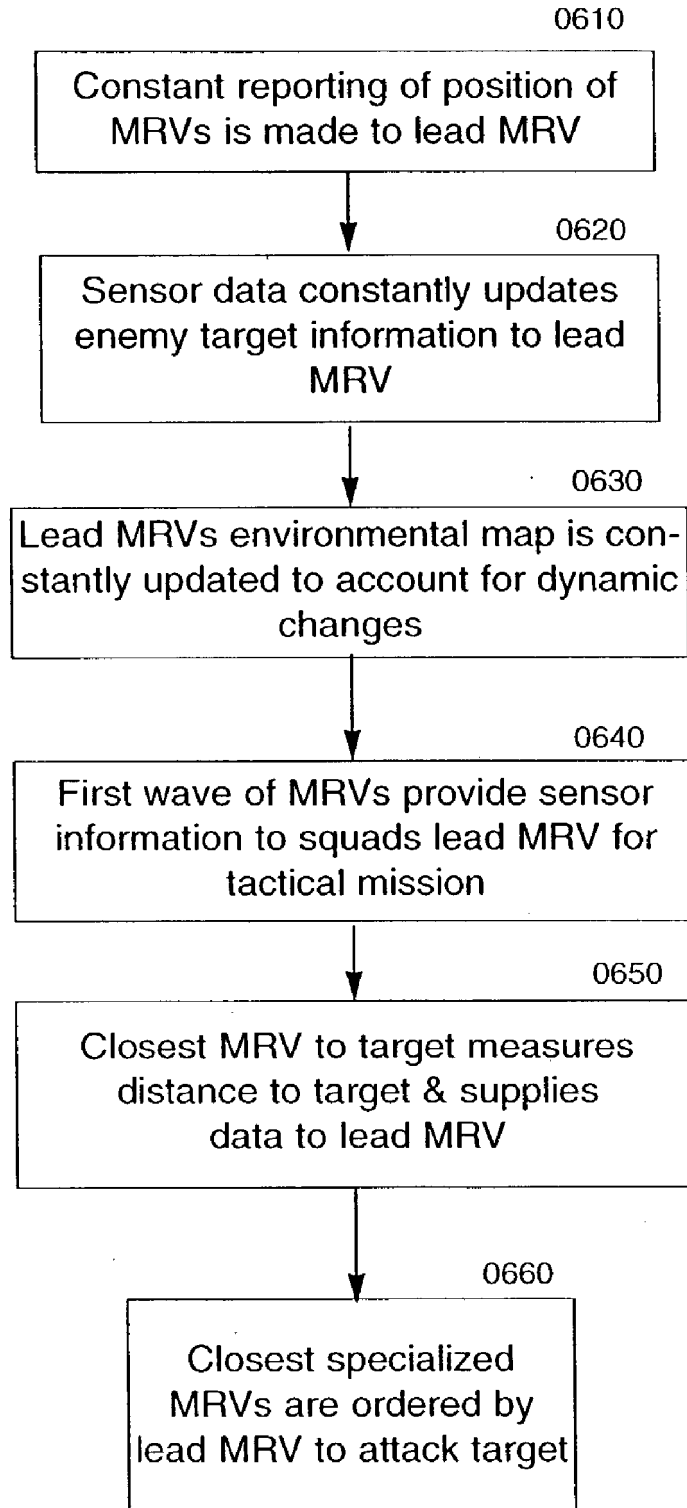 0610
Constant reporting of position of
MRVs is made to lead MRV
0620
Sensor data constantly updates
enemy target information to lead
MRV
0630
Lead MRVs environmental map is con-
stantly updated to account for dynamic
changes
0640
First wave of MRVs provide sensor
information to squads lead MRV for
tactical mission
0650
Closest MRV to target measures
distance to target & supplies
data to lead MRV
0660
Closest specialized
MRVs are ordered by
lead MRV to attack target